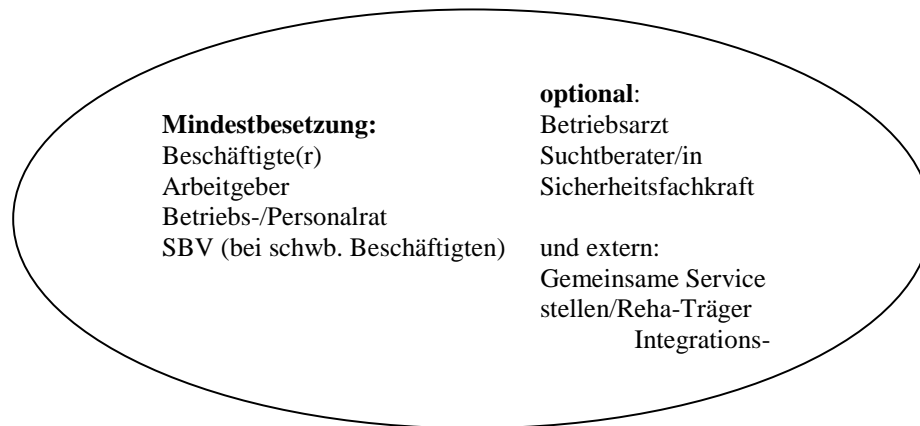 Mindestbesetzung:
Beschäftigte(r)
Arbeitgeber
Betriebs-/Personalrat
SBV (bei schwb. Beschäftigten)
optional:
Betriebsarzt
Suchtberater/in
Sicherheitsfachkraft
und extern:
Gemeinsame Service
stellen/Reha-Träger
Integrations-